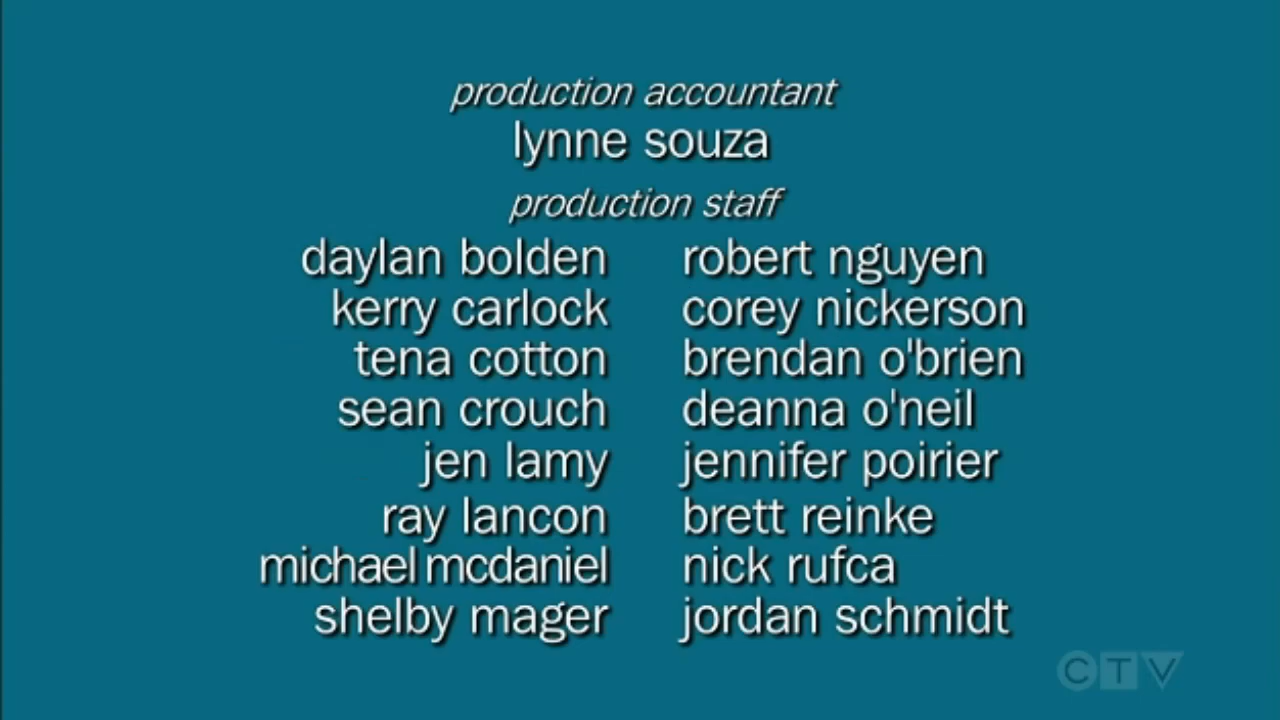 production accountant
lynne souza
production staff
daylan bolden robert nguyen
kerry carlock corey nickerson
tena cotton brendan o'brien
sean crouch deanna o'neil
jen lamy jennifer poirier
ray lancon brett reinke
michael mcdaniel nick rufca
shelby mager jordan schmidt
CTV